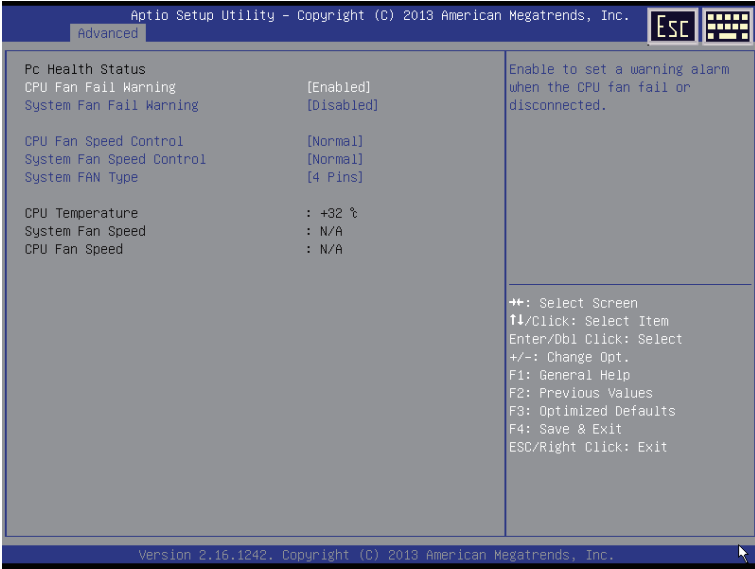 Aptio Setup Utility – Copyright (C) 2013 American Megatrends, Inc.
Esc
Advanced
Pc Health Status
CPU Fan Fail Warning [Enabled]
System Fan Fail Warning [Disabled]
CPU Fan Speed Control [Normal]
System Fan Speed Control [Normal]
System FAN Type [4 Pins]
CPU Temperature : +32 ℃
System Fan Speed : N/A
CPU Fan Speed : N/A
Enable to set a warning alarm
when the CPU fan fail or
disconnected.
→←: Select Screen
↑↓/Click: Select Item
Enter/Dbl Click: Select
+/-: Change Opt.
F1: General Help
F2: Previous Values
F3: Optimized Defaults
F4: Save & Exit
ESC/Right Click: Exit
Version 2.16.1242. Copyright (C) 2013 American Megatrends, Inc.